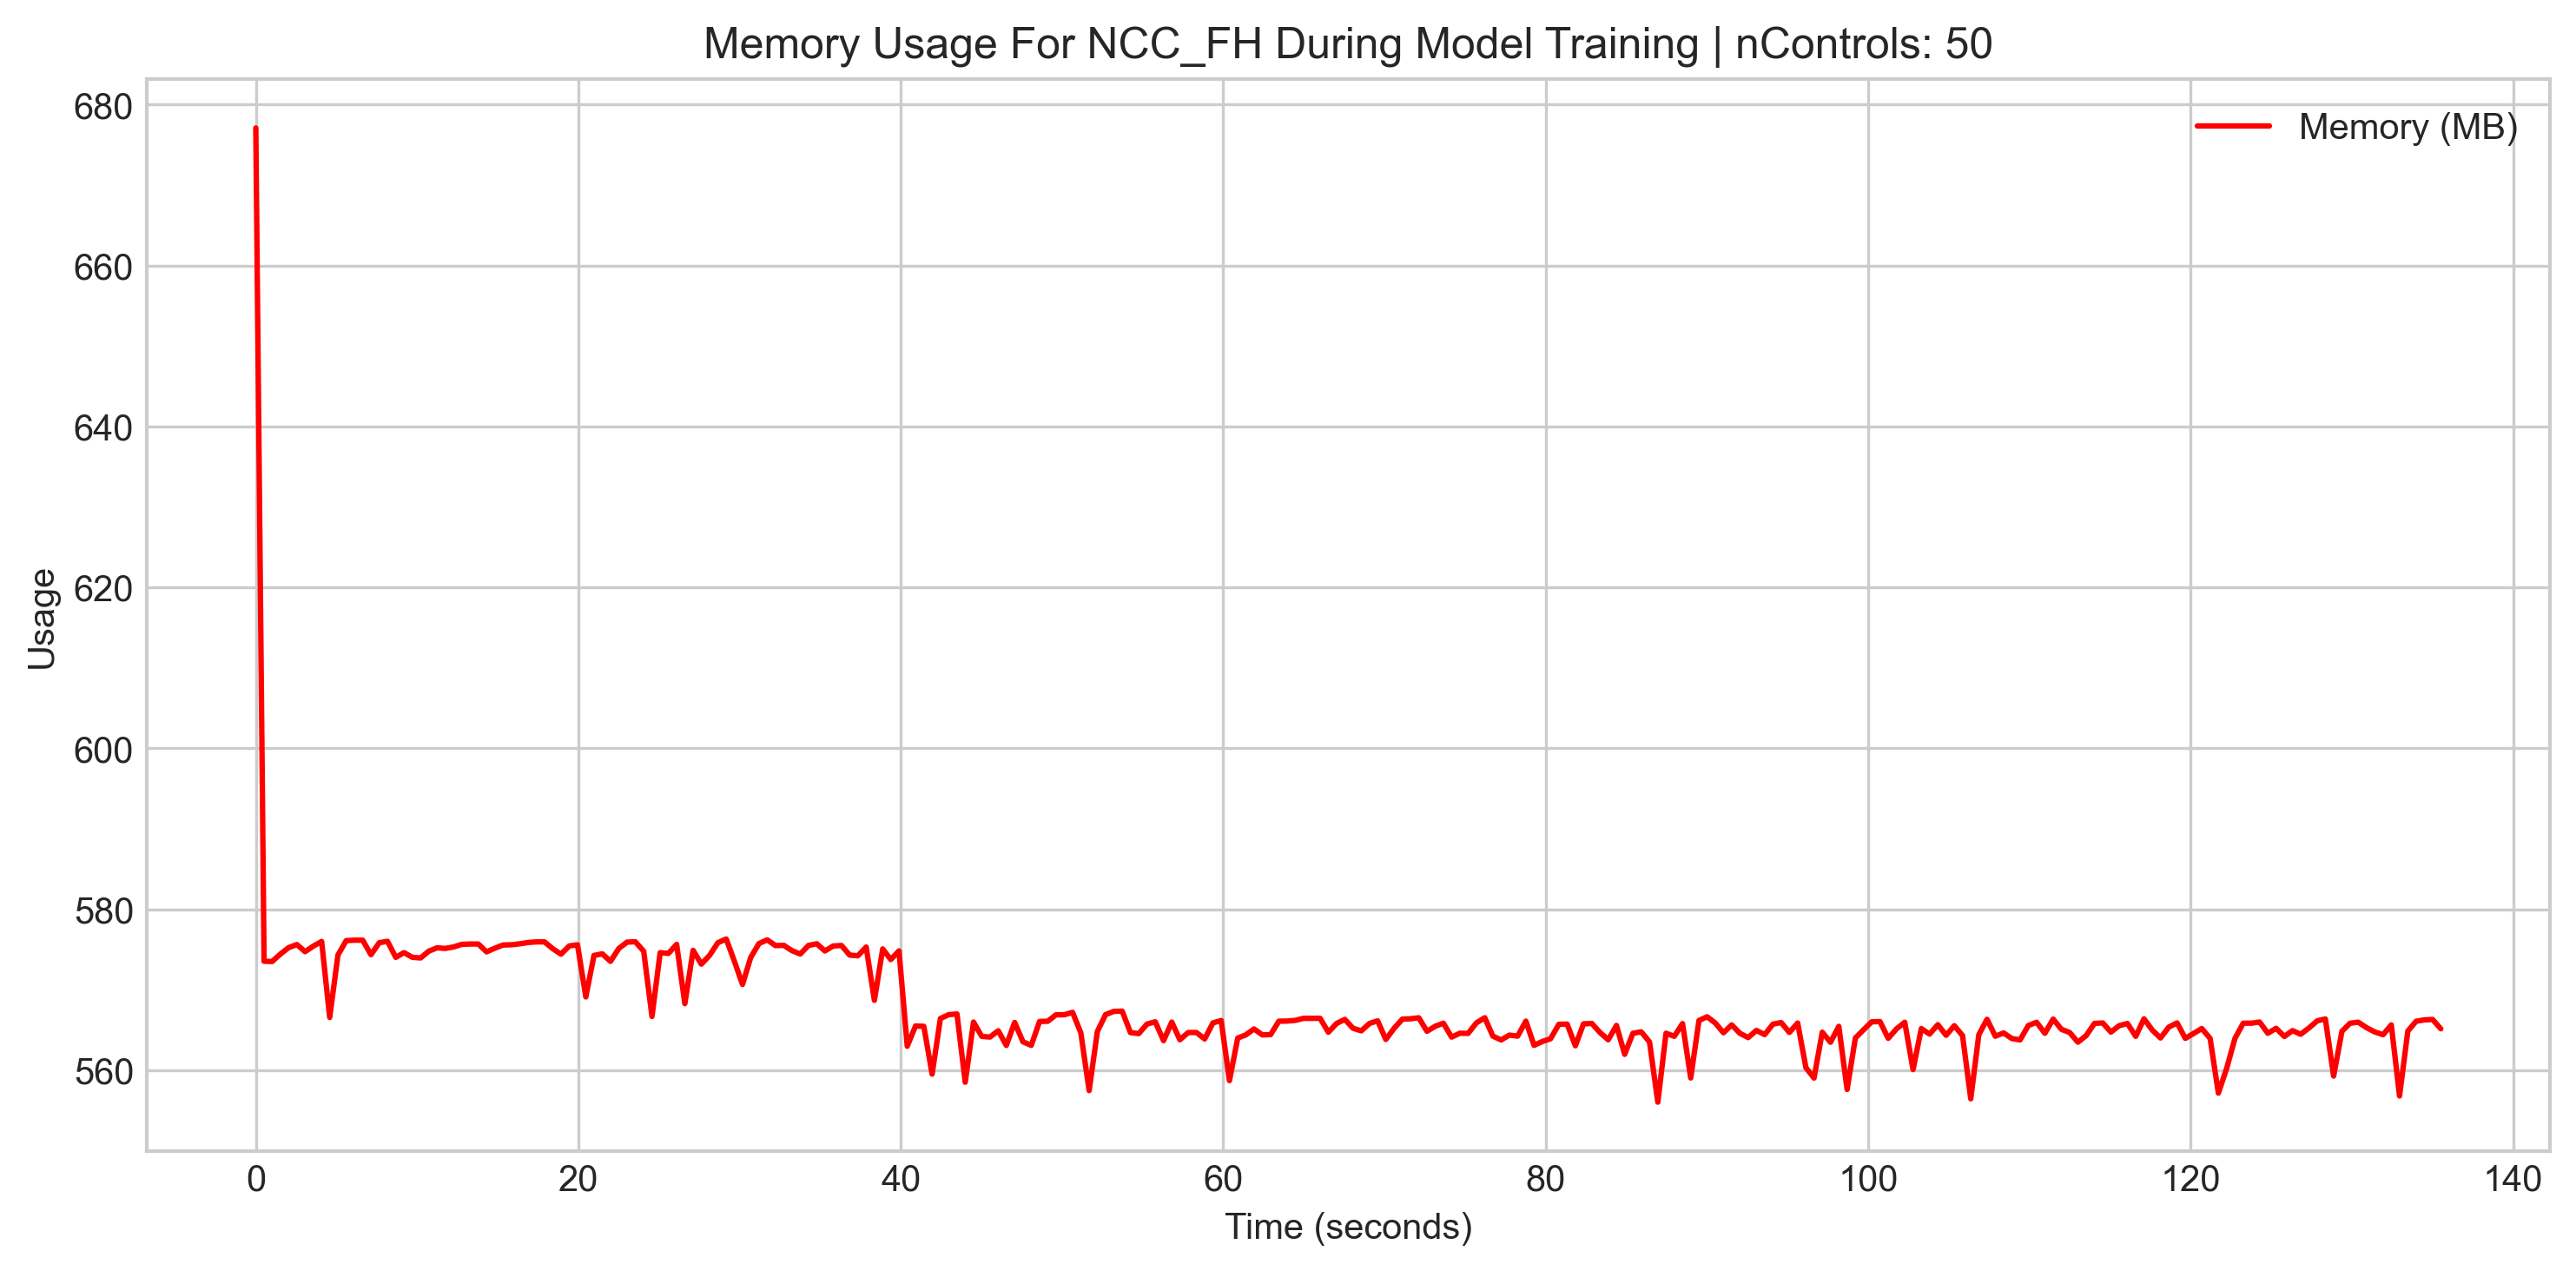 Memory Usage For NCC_FH During Model Training | nControls: 50
Memory (MB)
Usage
680
660
640
620
600
580
560
0 20 40 60 80 100 120 140
Time (seconds)